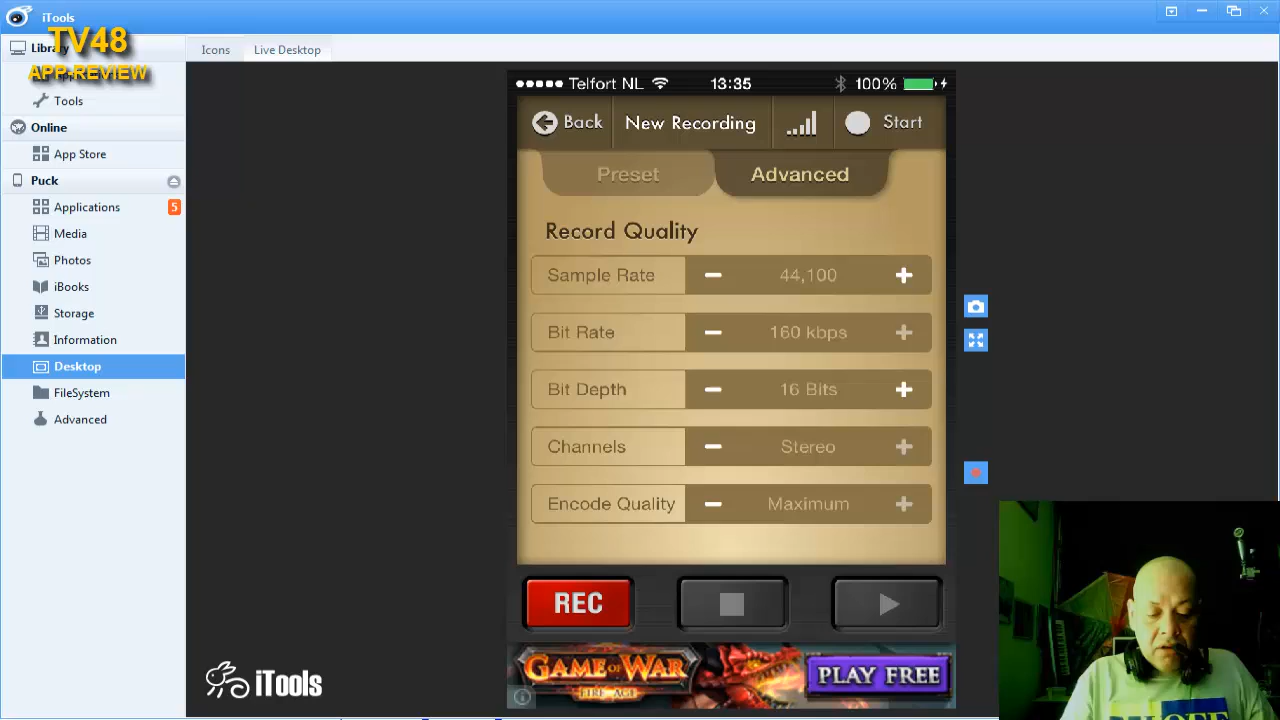 iTools
TV48
APP-REVIEW
Library
Tools
Online
App Store
Puck
Applications
5
Media
Photos
iBooks
Storage
Information
Desktop
FileSystem
Advanced
Icons
Live Desktop
Telfort NL
13:35
100%
Back
New Recording
Start
Preset
Advanced
Record Quality
Sample Rate − 44,100 +
Bit Rate − 160 kbps +
Bit Depth − 16 Bits +
Channels − Stereo +
Encode Quality − Maximum +
REC
GAME OF WAR
FIRE AGE
PLAY FREE
iTools